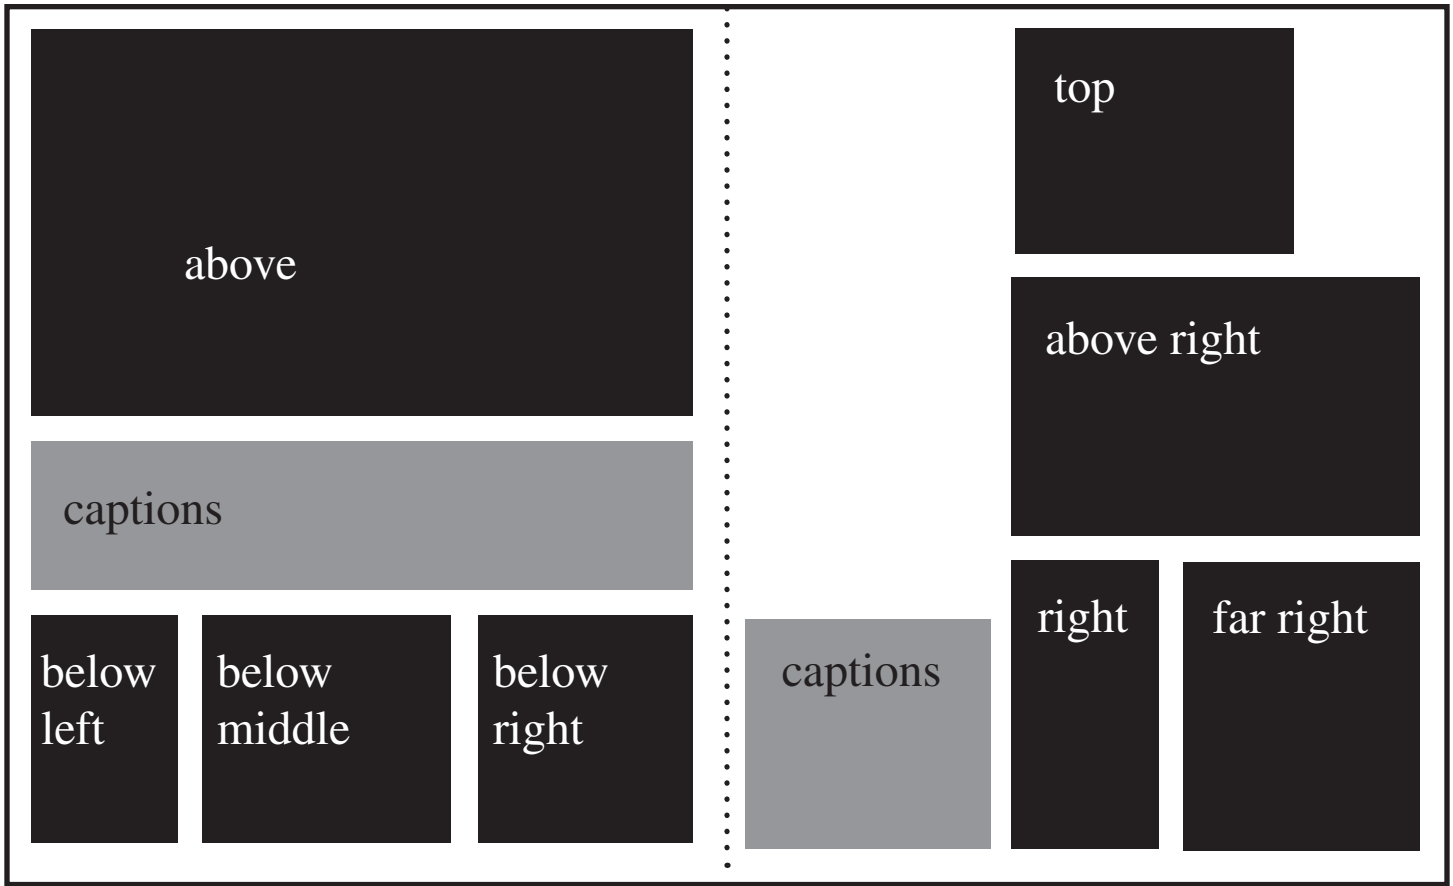 above
captions
below
left
below
middle
below
right
top
above right
captions
right
far right